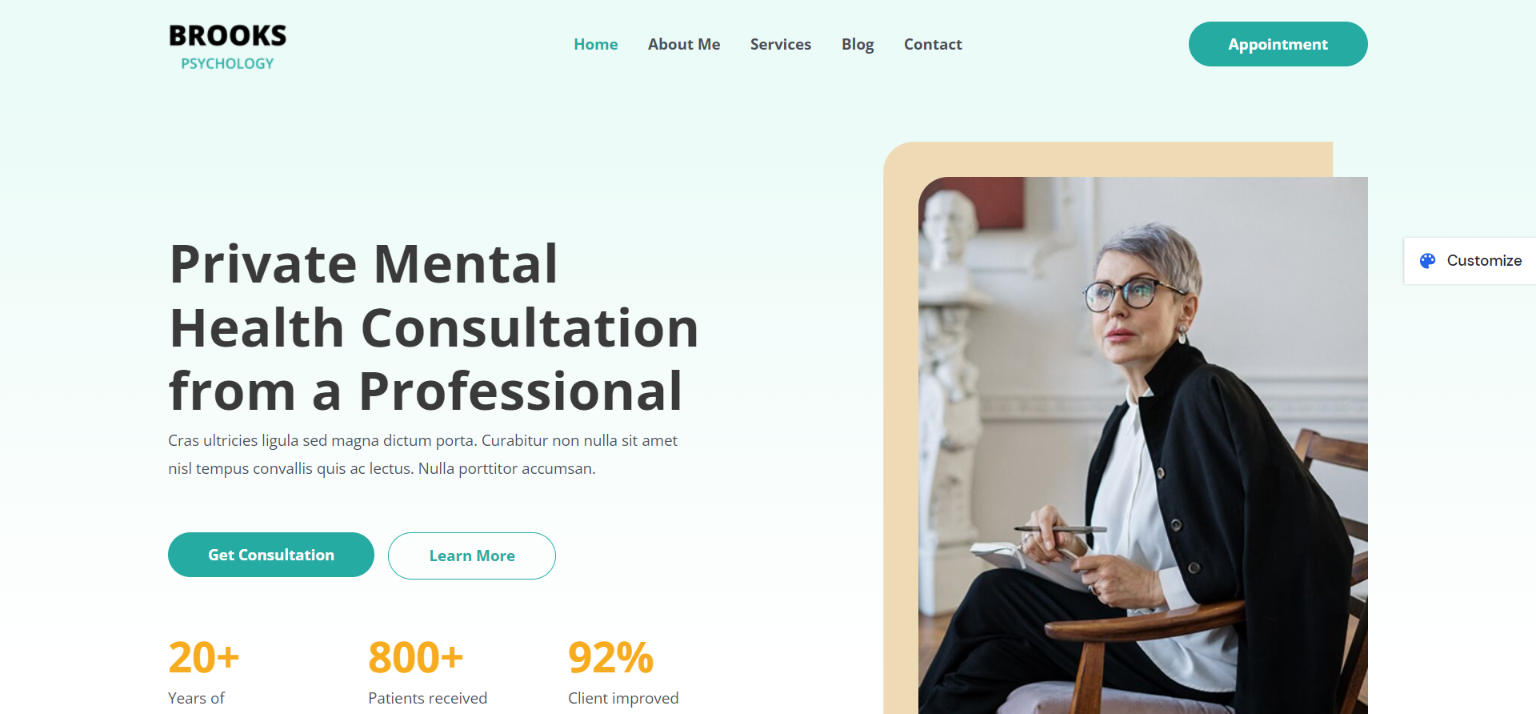 BROOKS
PSYCHOLOGY
Home
About Me
Services
Blog
Contact
Appointment
Customize
Private Mental
Health Consultation
from a Professional
Cras ultricies ligula sed magna dictum porta. Curabitur non nulla sit amet
nisl tempus convallis quis ac lectus. Nulla porttitor accumsan.
Get Consultation
Learn More
20+
Years of
800+
Patients received
92%
Client improved